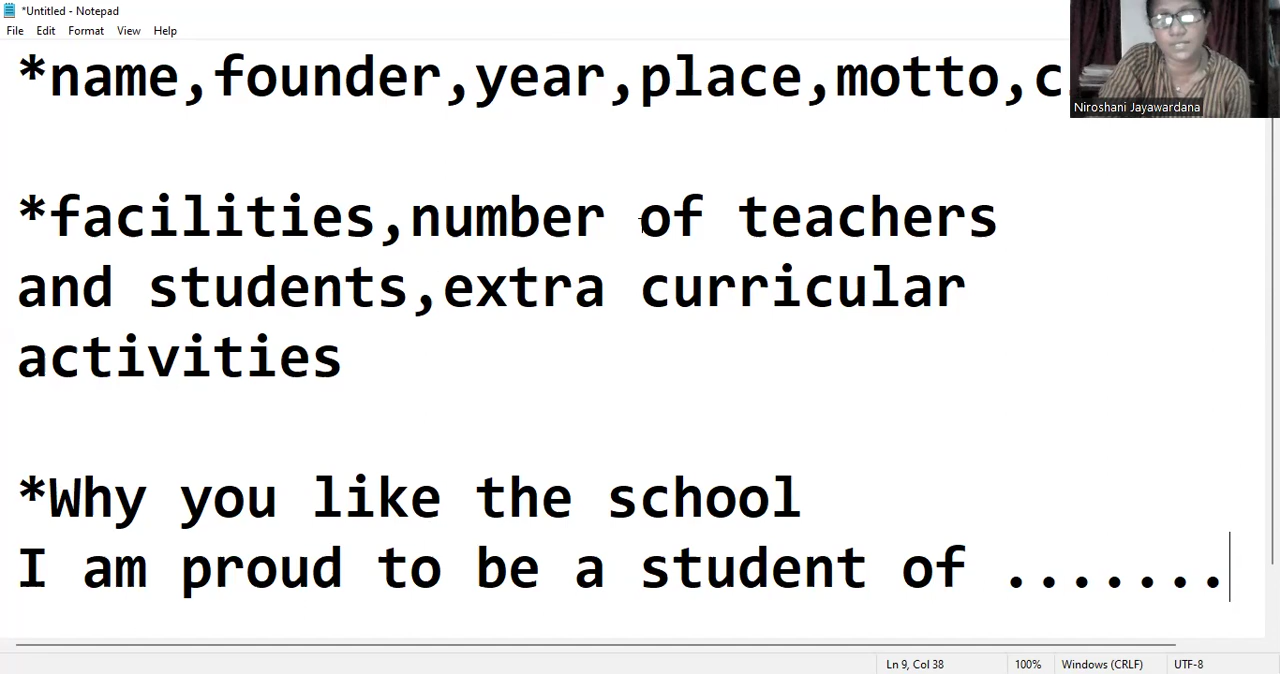 *Untitled - Notepad
File Edit Format View Help
*name,founder,year,place,motto,c
Niroshani Jayawardana
*facilities,number of teachers
and students,extra curricular
activities
*Why you like the school
I am proud to be a student of .......
Ln 9, Col 38 100% Windows (CRLF) UTF-8